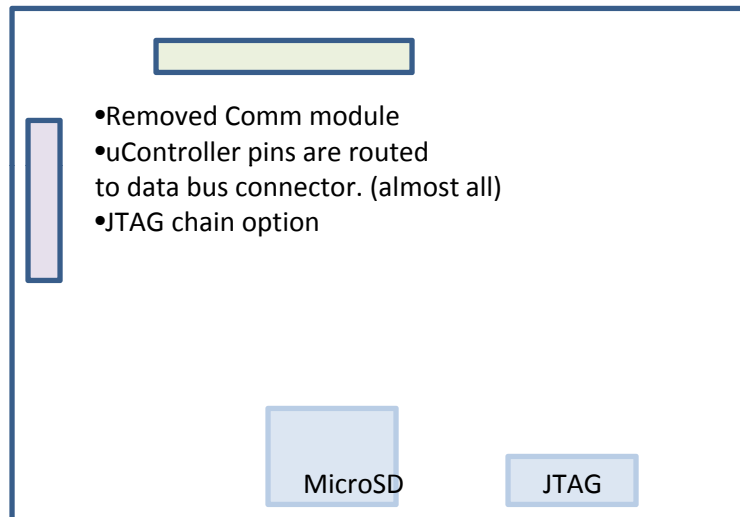 •Removed Comm module
•uController pins are routed
to data bus connector. (almost all)
•JTAG chain option
MicroSD
JTAG